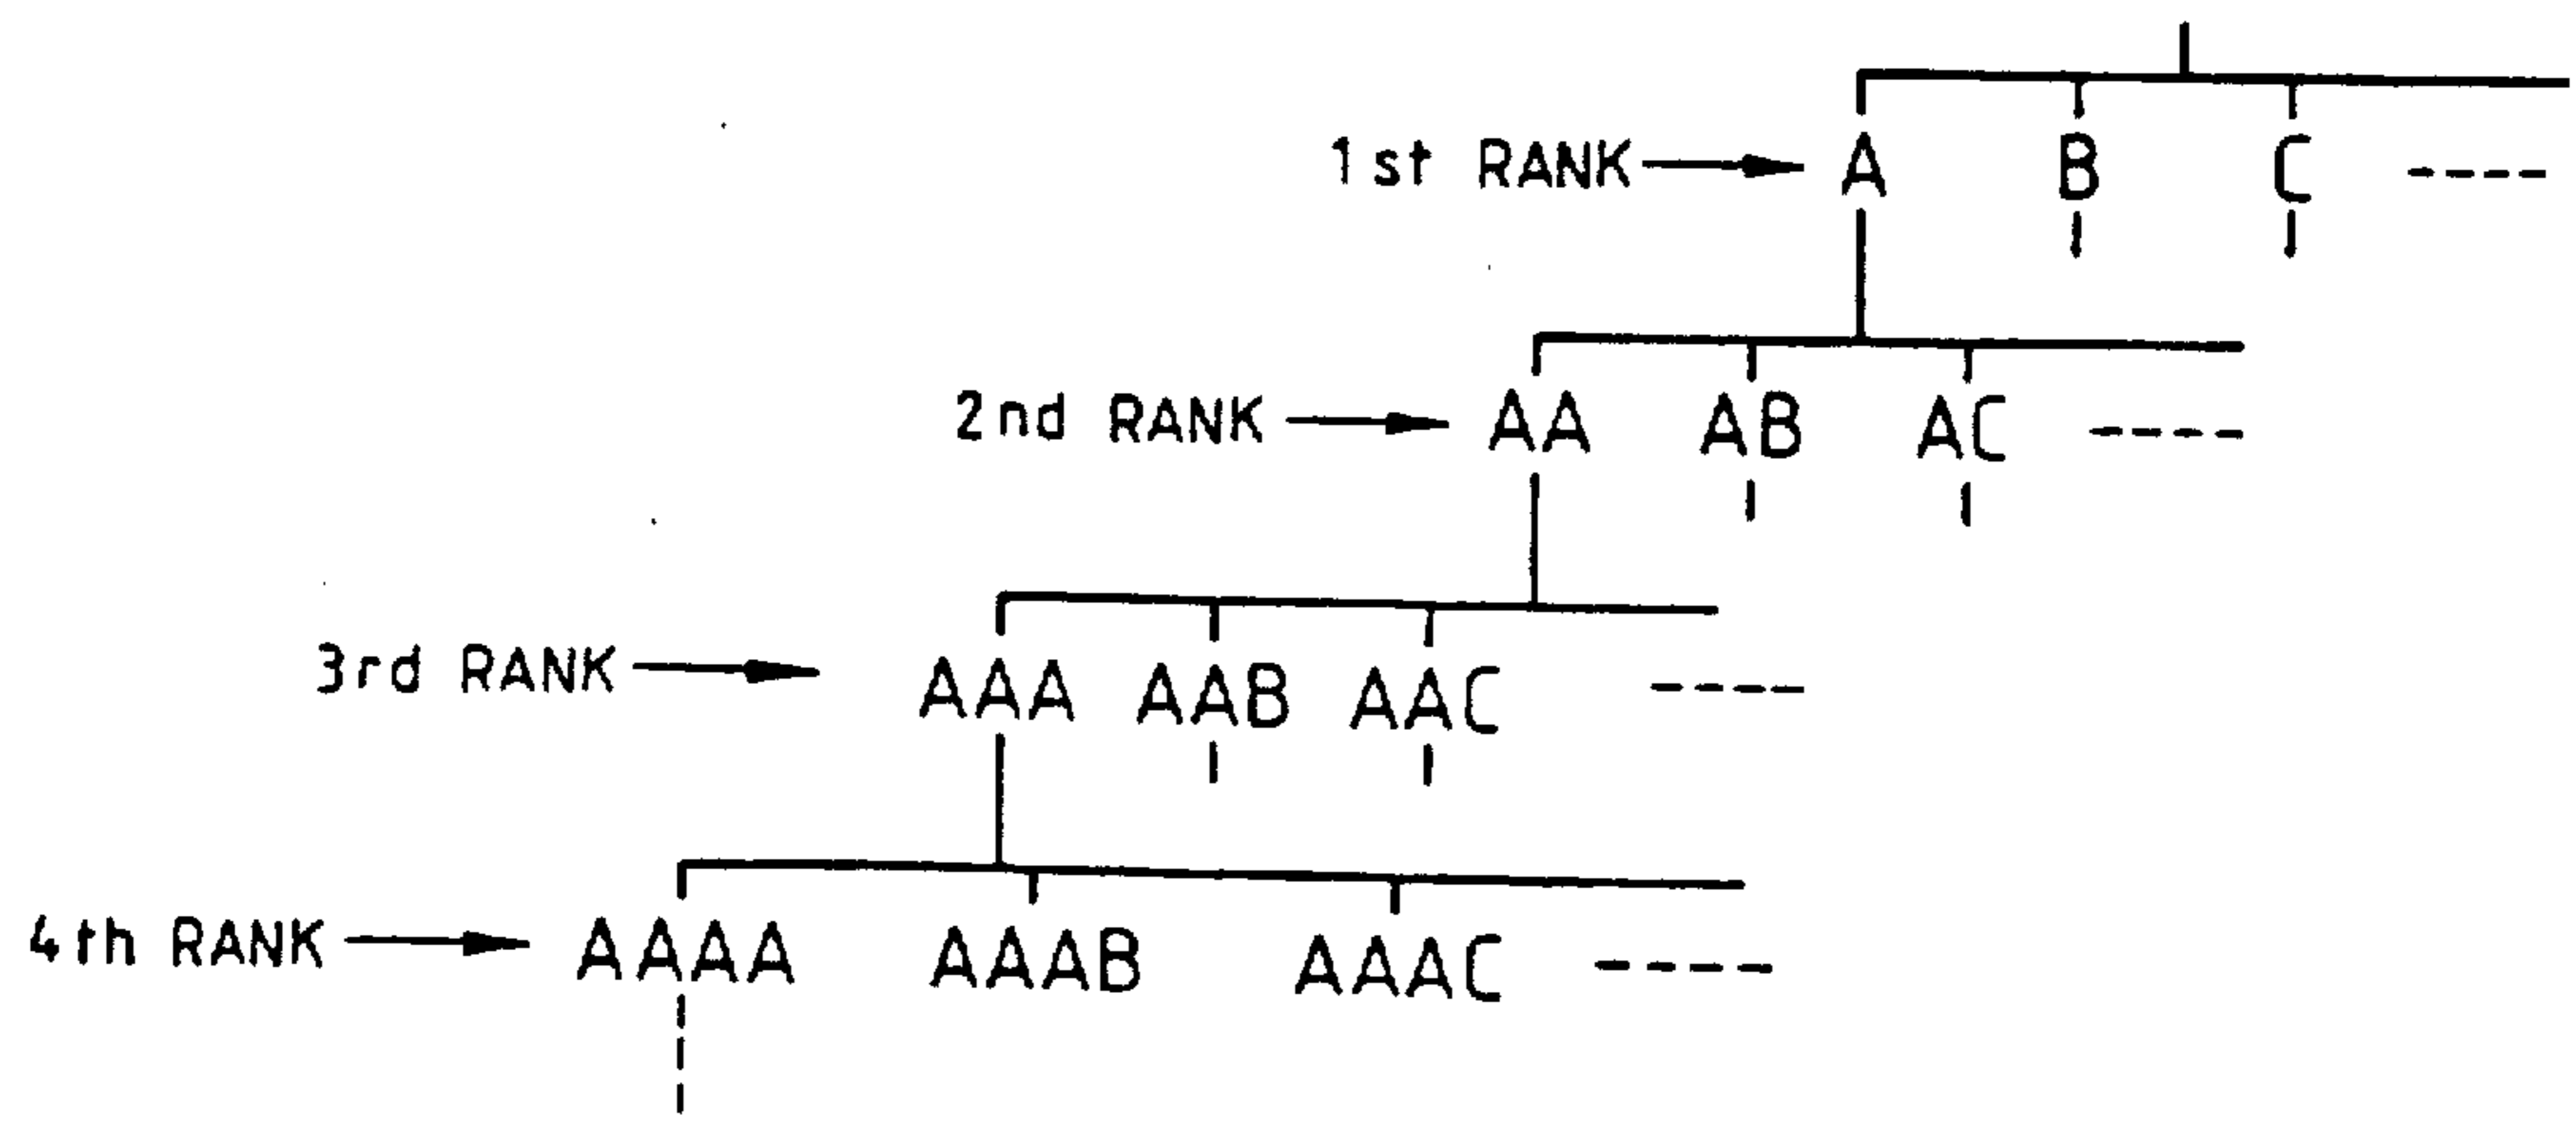 1st RANK A B C ----
2nd RANK AA AB AC ----
3rd RANK AAA AAB AAC ----
4th RANK AAAA AAAB AAAC ----